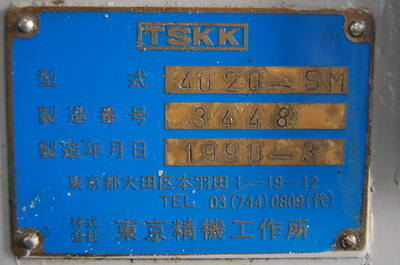 TSKK
型式 4020-SM
製造番号 3448
製造年月日 1990-3
東京都大田区本羽田1-19-12
TEL 03(744)0809(代)
株式会社 東京精機工作所